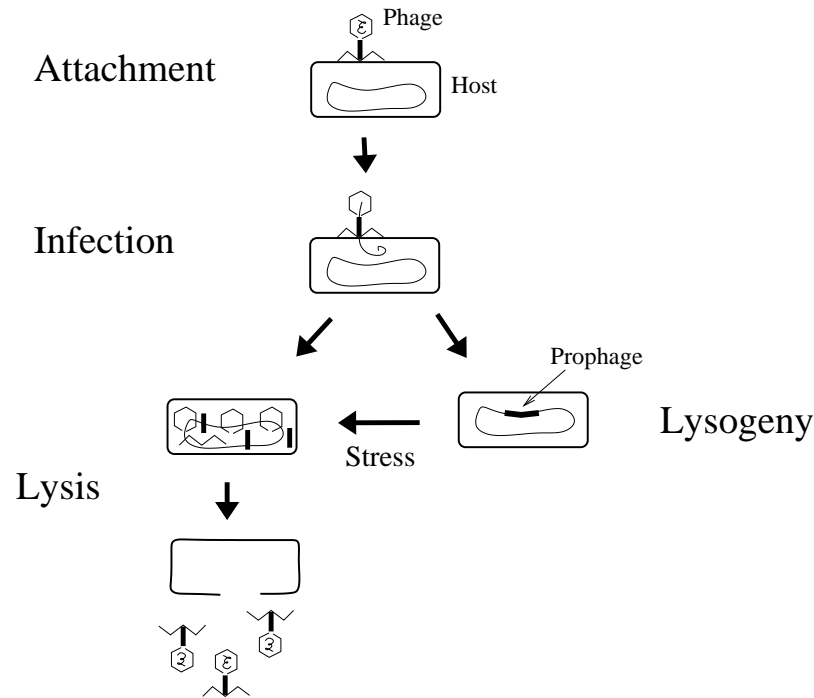 Phage
Attachment
Host
Infection
Prophage
Lysogeny
Stress
Lysis